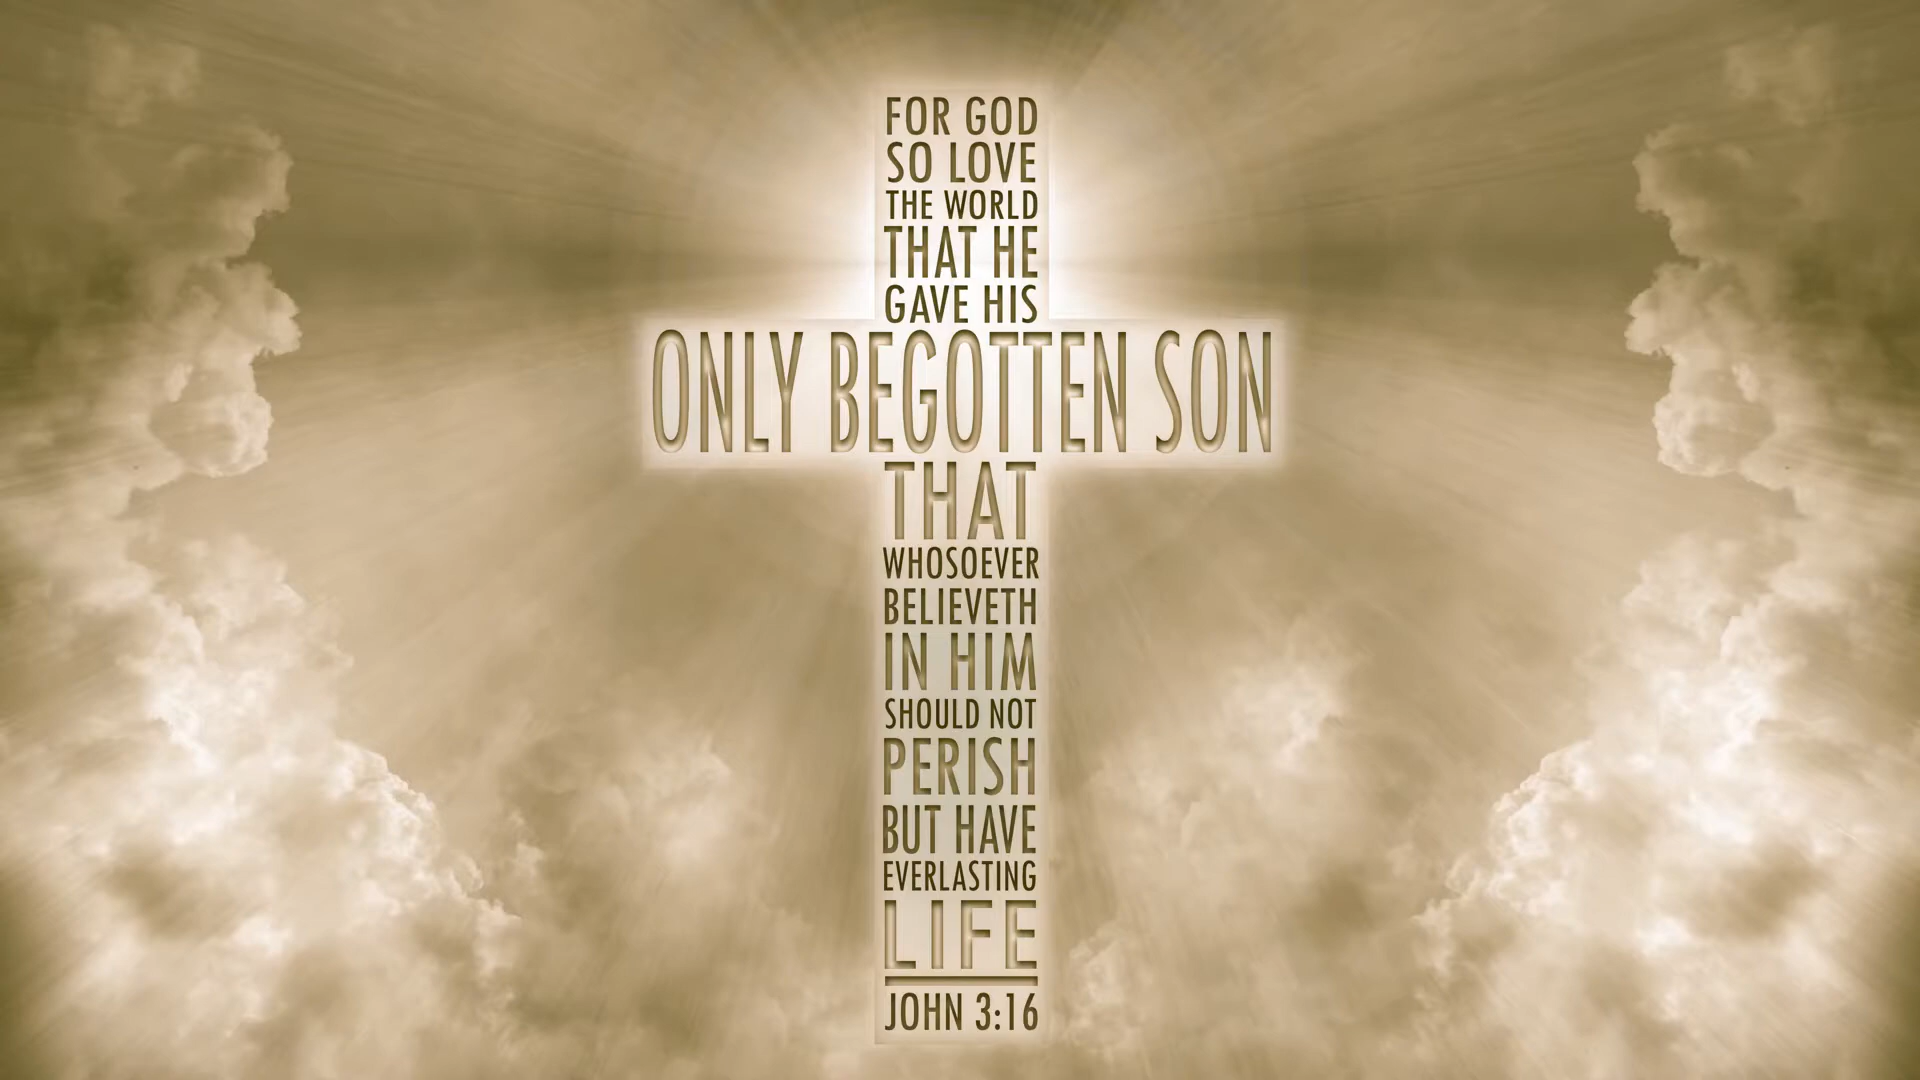 FOR GOD
SO LOVE
THE WORLD
THAT HE
GAVE HIS
ONLY BEGOTTEN SON
THAT
WHOSOEVER
BELIEVETH
IN HIM
SHOULD NOT
PERISH
BUT HAVE
EVERLASTING
LIFE
JOHN 3:16